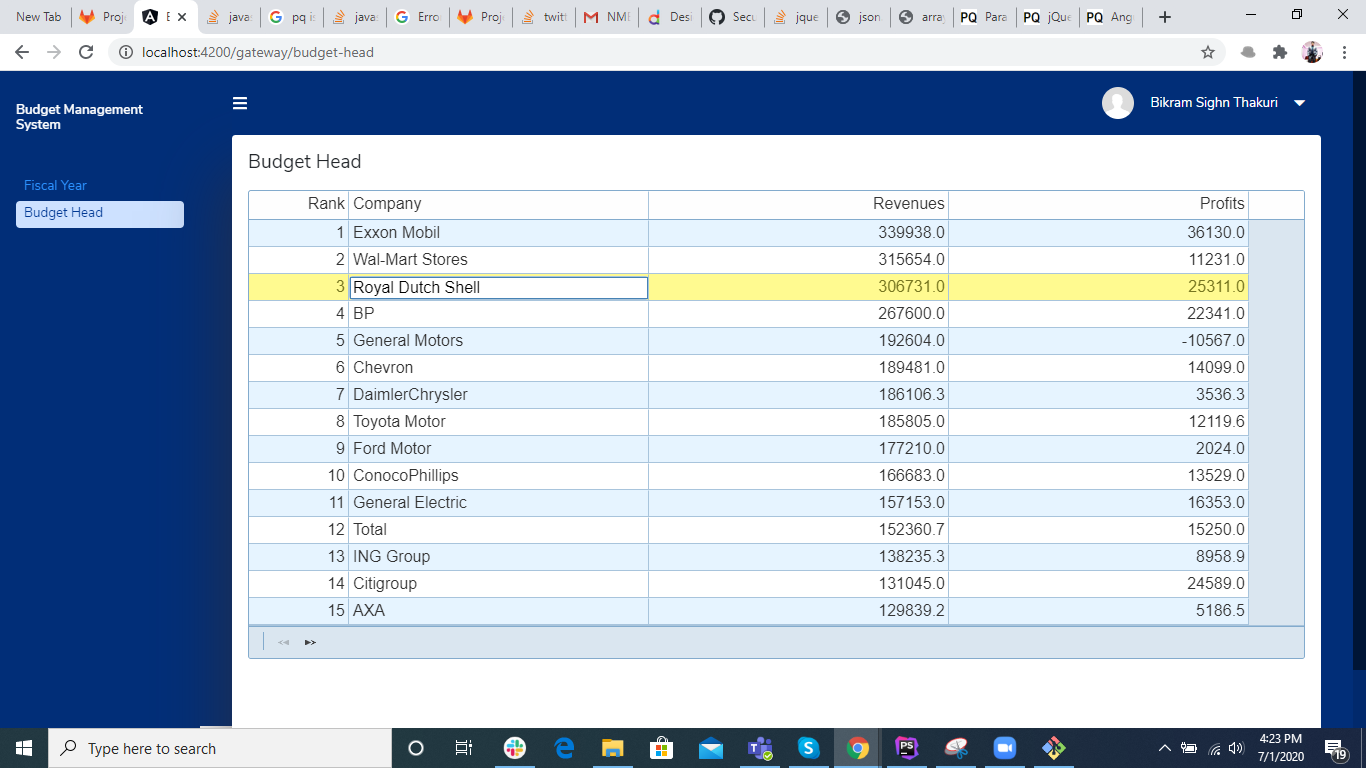 New Tab Proj E javas pq is javas Erro Proj twitt NME Desi Secu jque json array PQ Para PQ jQue PQ Ang
localhost:4200/gateway/budget-head
Budget Management
System
Bikram Sighn Thakuri
Fiscal Year
Budget Head
Budget Head
Rank Company Revenues Profits
1 Exxon Mobil 339938.0 36130.0
2 Wal-Mart Stores 315654.0 11231.0
3 Royal Dutch Shell 306731.0 25311.0
4 BP 267600.0 22341.0
5 General Motors 192604.0 -10567.0
6 Chevron 189481.0 14099.0
7 DaimlerChrysler 186106.3 3536.3
8 Toyota Motor 185805.0 12119.6
9 Ford Motor 177210.0 2024.0
10 ConocoPhillips 166683.0 13529.0
11 General Electric 157153.0 16353.0
12 Total 152360.7 15250.0
13 ING Group 138235.3 8958.9
14 Citigroup 131045.0 24589.0
15 AXA 129839.2 5186.5
Type here to search
4:23 PM
7/1/2020
19